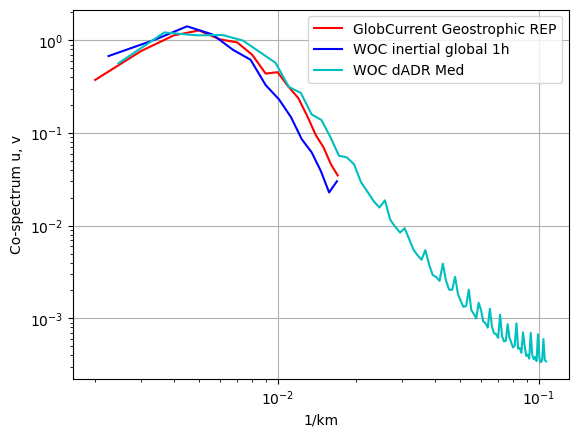 GlobCurrent Geostrophic REP
WOC inertial global 1h
WOC dADR Med
Co-spectrum u, v
10⁰
10⁻¹
10⁻²
10⁻³
10⁻²
10⁻¹
1/km